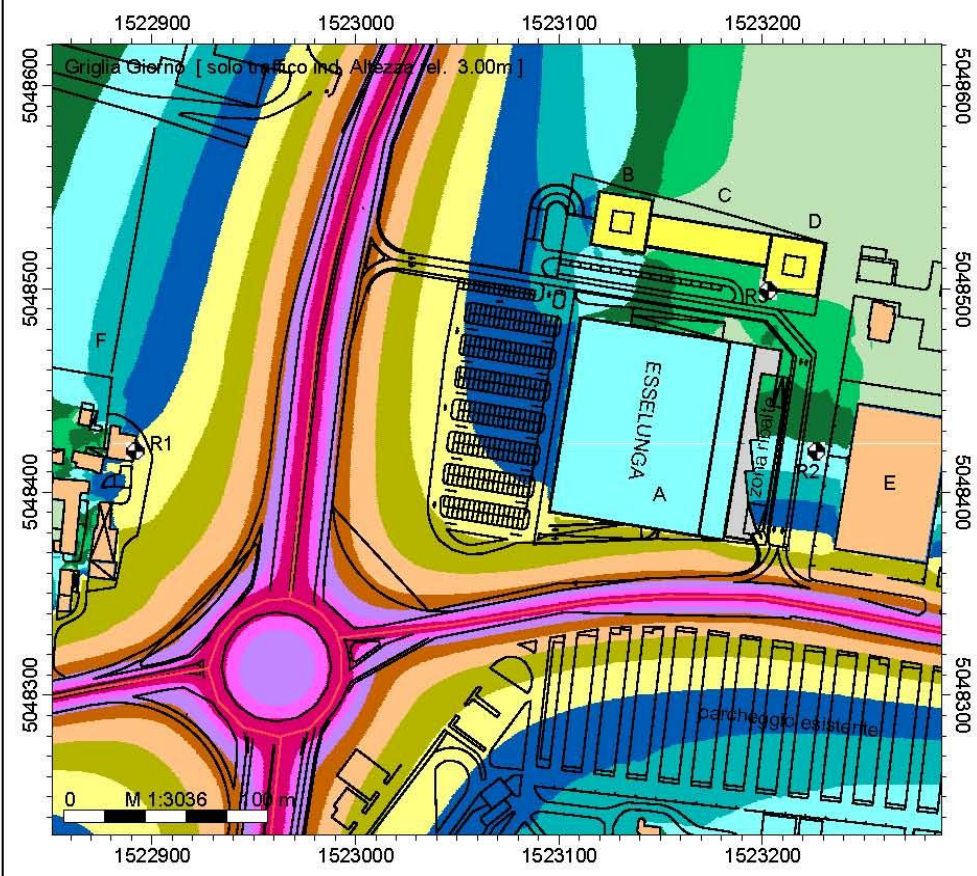 1522900 1523000 1523100 1523200
5048600
5048600
Griglia Giorno [ solo traffico ind. Altezza rel. 3.00m ]
B
C
D
5048500
5048500
R3
F
ESSELUNGA
R1
zona ribalte
R2
E
A
5048400
5048400
5048300
5048300
parcheggio esistente
0 M 1:3036 100 m
1522900 1523000 1523100 1523200